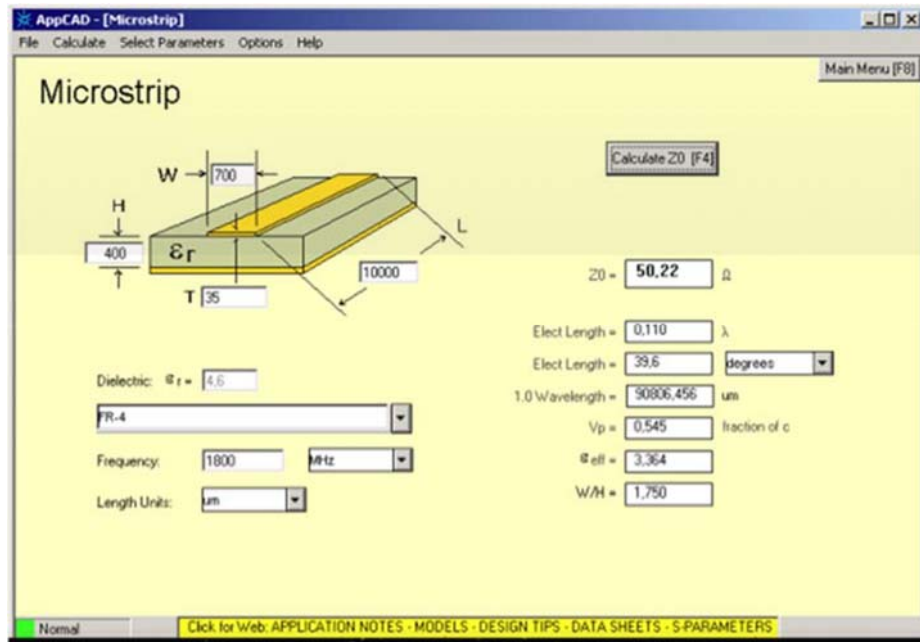 AppCAD - [Microstrip]
File Calculate Select Parameters Options Help
Main Menu [F8]
Microstrip
Calculate Z0 [F4]
W 700
H
400
εr
L
10000
T 35
Z0 = 50,22 Ω
Elect Length = 0,110 λ
Elect Length = 39,6 degrees
1.0 Wavelength = 90806,456 um
Vp = 0,545 fraction of c
εeff = 3,364
W/H = 1,750
Dielectric: εr = 4,6
FR-4
Frequency: 1800 MHz
Length Units: um
Normal
Click for Web: APPLICATION NOTES - MODELS - DESIGN TIPS - DATA SHEETS - S-PARAMETERS